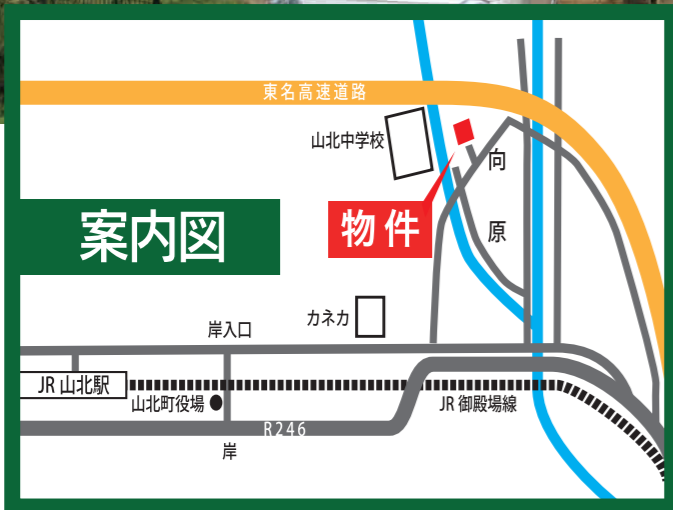 東名高速道路
山北中学校
向
原
案内図
物件
カネカ
岸入口
JR 山北駅
山北町役場
JR 御殿場線
R246
岸